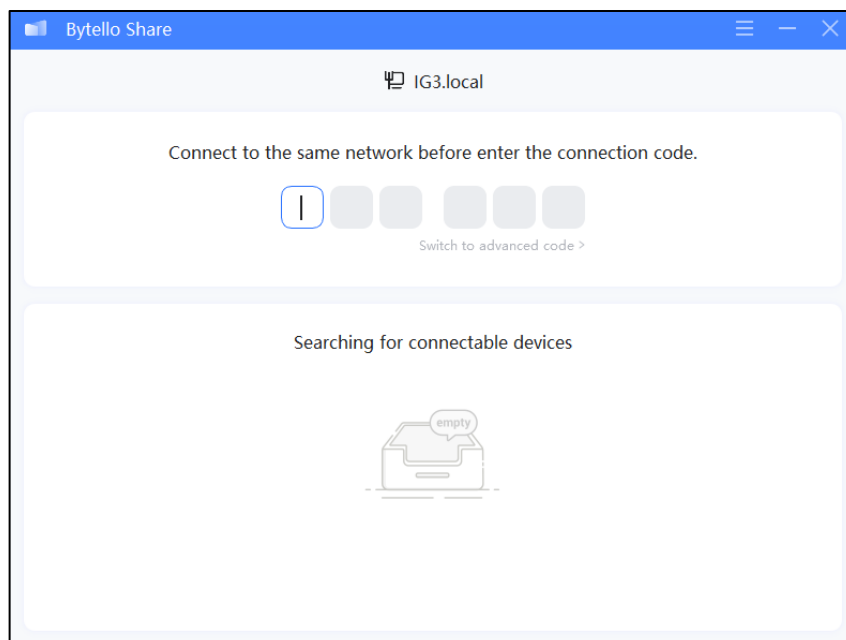 Bytello Share
IG3.local
Connect to the same network before enter the connection code.
Switch to advanced code >
Searching for connectable devices
empty